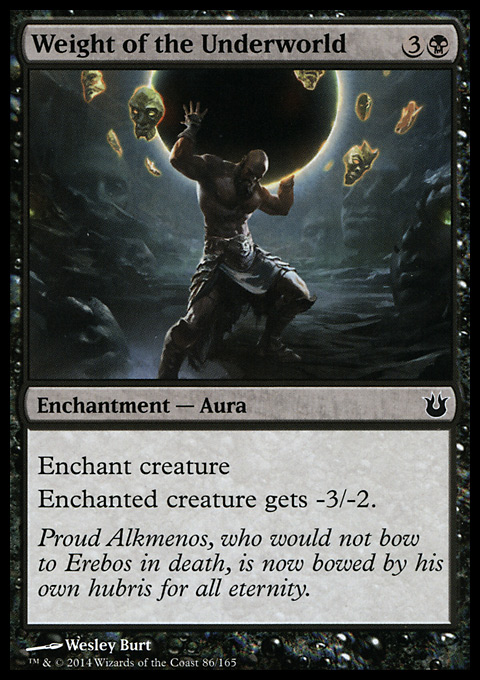 Weight of the Underworld 3
Enchantment — Aura
Enchant creature
Enchanted creature gets -3/-2.
Proud Alkmenos, who would not bow
to Erebos in death, is now bowed by his
own hubris for all eternity.
Wesley Burt
™ & © 2014 Wizards of the Coast 86/165